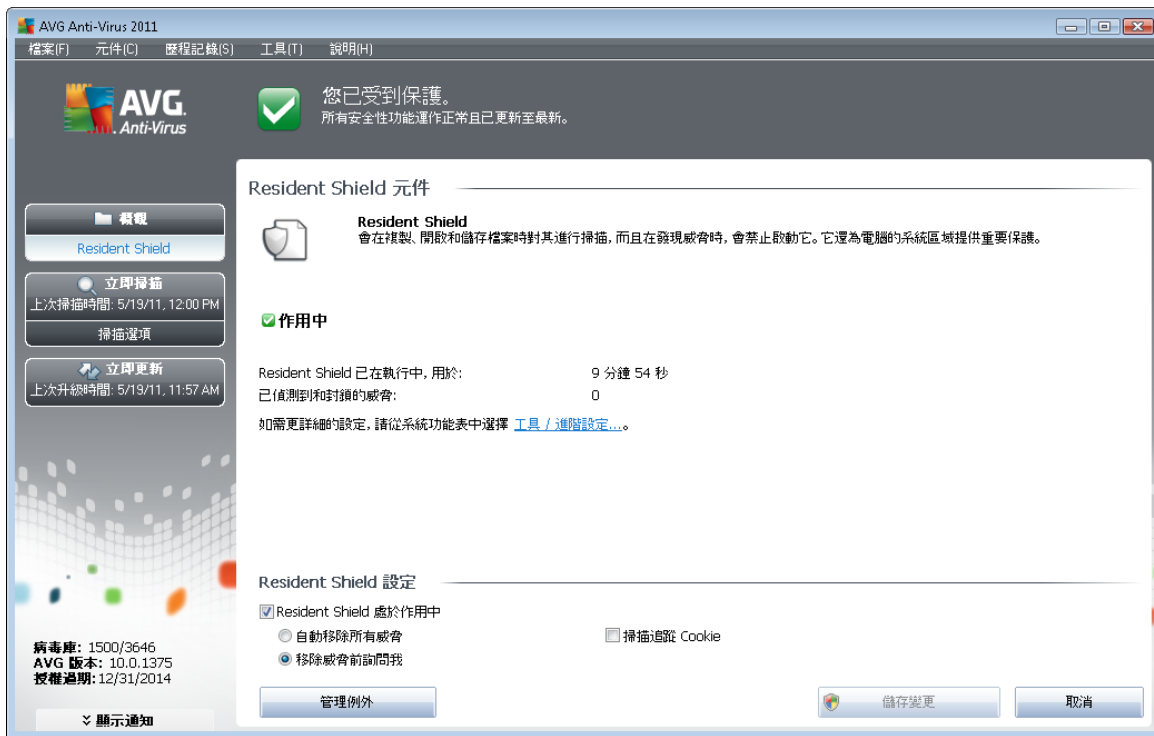 AVG Anti-Virus 2011
檔案(F) 元件(C) 歷程記錄(S) 工具(T) 說明(H)
AVG.
Anti-Virus
您已受到保護。
所有安全性功能運作正常且已更新至最新。
概觀
Resident Shield
立即掃描
上次掃描時間: 5/19/11, 12:00 PM
掃描選項
立即更新
上次升級時間: 5/19/11, 11:57 AM
Resident Shield 元件
Resident Shield
會在複製、開啟和儲存檔案時對其進行掃描, 而且在發現威脅時, 會禁止啟動它。它還為電腦的系統區域提供重要保護。
作用中
Resident Shield 已在執行中, 用於: 9 分鐘 54 秒
已偵測到和封鎖的威脅: 0
如需更詳細的設定, 請從系統功能表中選擇 工具 / 進階設定...。
Resident Shield 設定
Resident Shield 處於作用中
自動移除所有威脅
掃描追蹤 Cookie
移除威脅前詢問我
管理例外
儲存變更
取消
病毒庫: 1500/3646
AVG 版本: 10.0.1375
授權過期: 12/31/2014
顯示通知